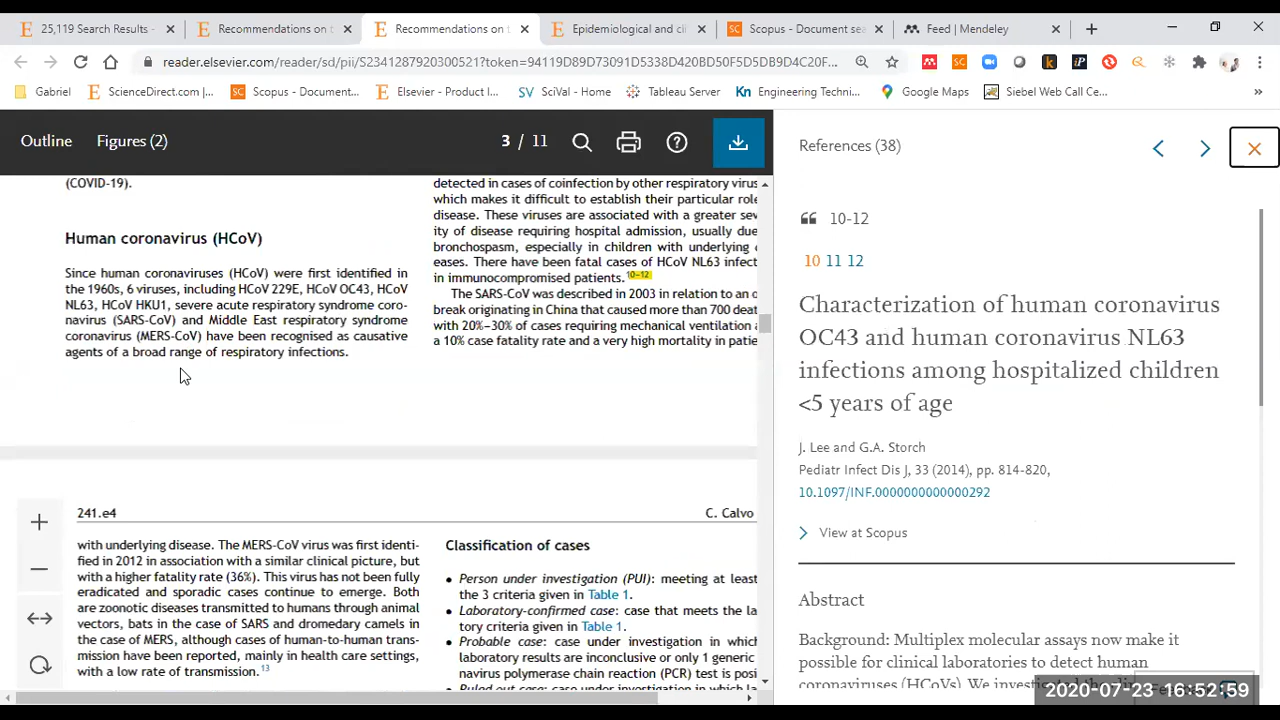 25,119 Search Results -
Recommendations on t
Recommendations on t
Epidemiological and cli
Scopus - Document sea
Feed | Mendeley
reader.elsevier.com/reader/sd/pii/S2341287920300521?token=94119D89D73091D5338D420BD50F5D5DB9D4C20F...
Gabriel
ScienceDirect.com |...
Scopus - Document...
Elsevier - Product I...
SciVal - Home
Tableau Server
Engineering Techni...
Google Maps
Siebel Web Call Ce...
Outline
Figures (2)
3 / 11
(COVID-19).
Human coronavirus (HCoV)
Since human coronaviruses (HCoV) were first identified in
the 1960s, 6 viruses, including HCoV 229E, HCoV OC43, HCoV
NL63, HCoV HKU1, severe acute respiratory syndrome coro-
navirus (SARS-CoV) and Middle East respiratory syndrome
coronavirus (MERS-CoV) have been recognised as causative
agents of a broad range of respiratory infections.
detected in cases of coinfection by other respiratory virus
which makes it difficult to establish their particular role
disease. These viruses are associated with a greater sev
ity of disease requiring hospital admission, usually due
bronchospasm, especially in children with underlying
eases. There have been fatal cases of HCoV NL63 infect
in immunocompromised patients.10-12
The SARS-CoV was described in 2003 in relation to an o
break originating in China that caused more than 700 deat
with 20%-30% of cases requiring mechanical ventilation
a 10% case fatality rate and a very high mortality in patie
241.e4
C. Calvo
with underlying disease. The MERS-CoV virus was first identi-
fied in 2012 in association with a similar clinical picture, but
with a higher fatality rate (36%). This virus has not been fully
eradicated and sporadic cases continue to emerge. Both
are zoonotic diseases transmitted to humans through animal
vectors, bats in the case of SARS and dromedary camels in
the case of MERS, although cases of human-to-human trans-
mission have been reported, mainly in health care settings,
with a low rate of transmission.13
Classification of cases
• Person under investigation (PUI): meeting at least
the 3 criteria given in Table 1.
• Laboratory-confirmed case: case that meets the la
tory criteria given in Table 1.
• Probable case: case under investigation in which
laboratory results are inconclusive or only 1 generic
navirus polymerase chain reaction (PCR) test is posi
• Ruled out case: case under investigation in which la
References (38)
10-12
10 11 12
Characterization of human coronavirus
OC43 and human coronavirus NL63
infections among hospitalized children
<5 years of age
J. Lee and G.A. Storch
Pediatr Infect Dis J, 33 (2014), pp. 814-820,
10.1097/INF.0000000000000292
View at Scopus
Abstract
Background: Multiplex molecular assays now make it
possible for clinical laboratories to detect human
coronaviruses (HCoVs). We investigated the
2020-07-23 16:52:59